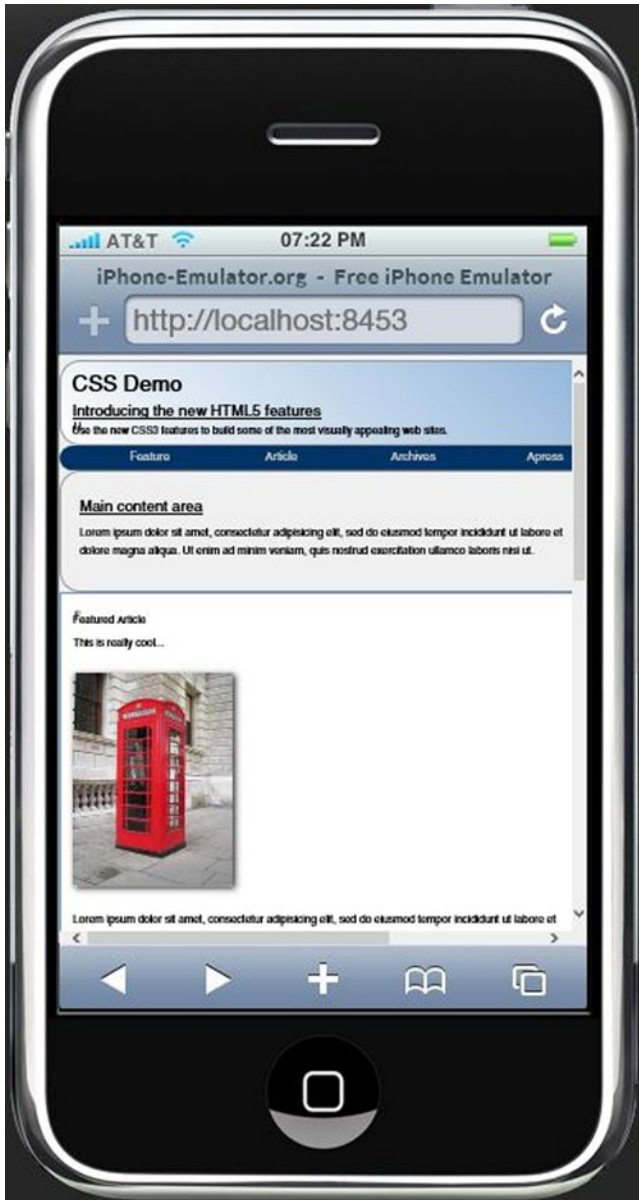 AT&T 07:22 PM
iPhone-Emulator.org - Free iPhone Emulator
http://localhost:8453
CSS Demo
Introducing the new HTML5 features
Use the new CSS3 features to build some of the most visually appealing web sites.
Feature Article Archives Apress
Main content area
Lorem ipsum dolor sit amet, consectetur adipisicing elit, sed do eiusmod tempor incididunt ut labore et
dolore magna aliqua. Ut enim ad minim veniam, quis nostrud exercitation ullamco laboris nisi ut.
Featured Article
This is really cool...
Lorem ipsum dolor sit amet, consectetur adipisicing elit, sed do eiusmod tempor incididunt ut labore et